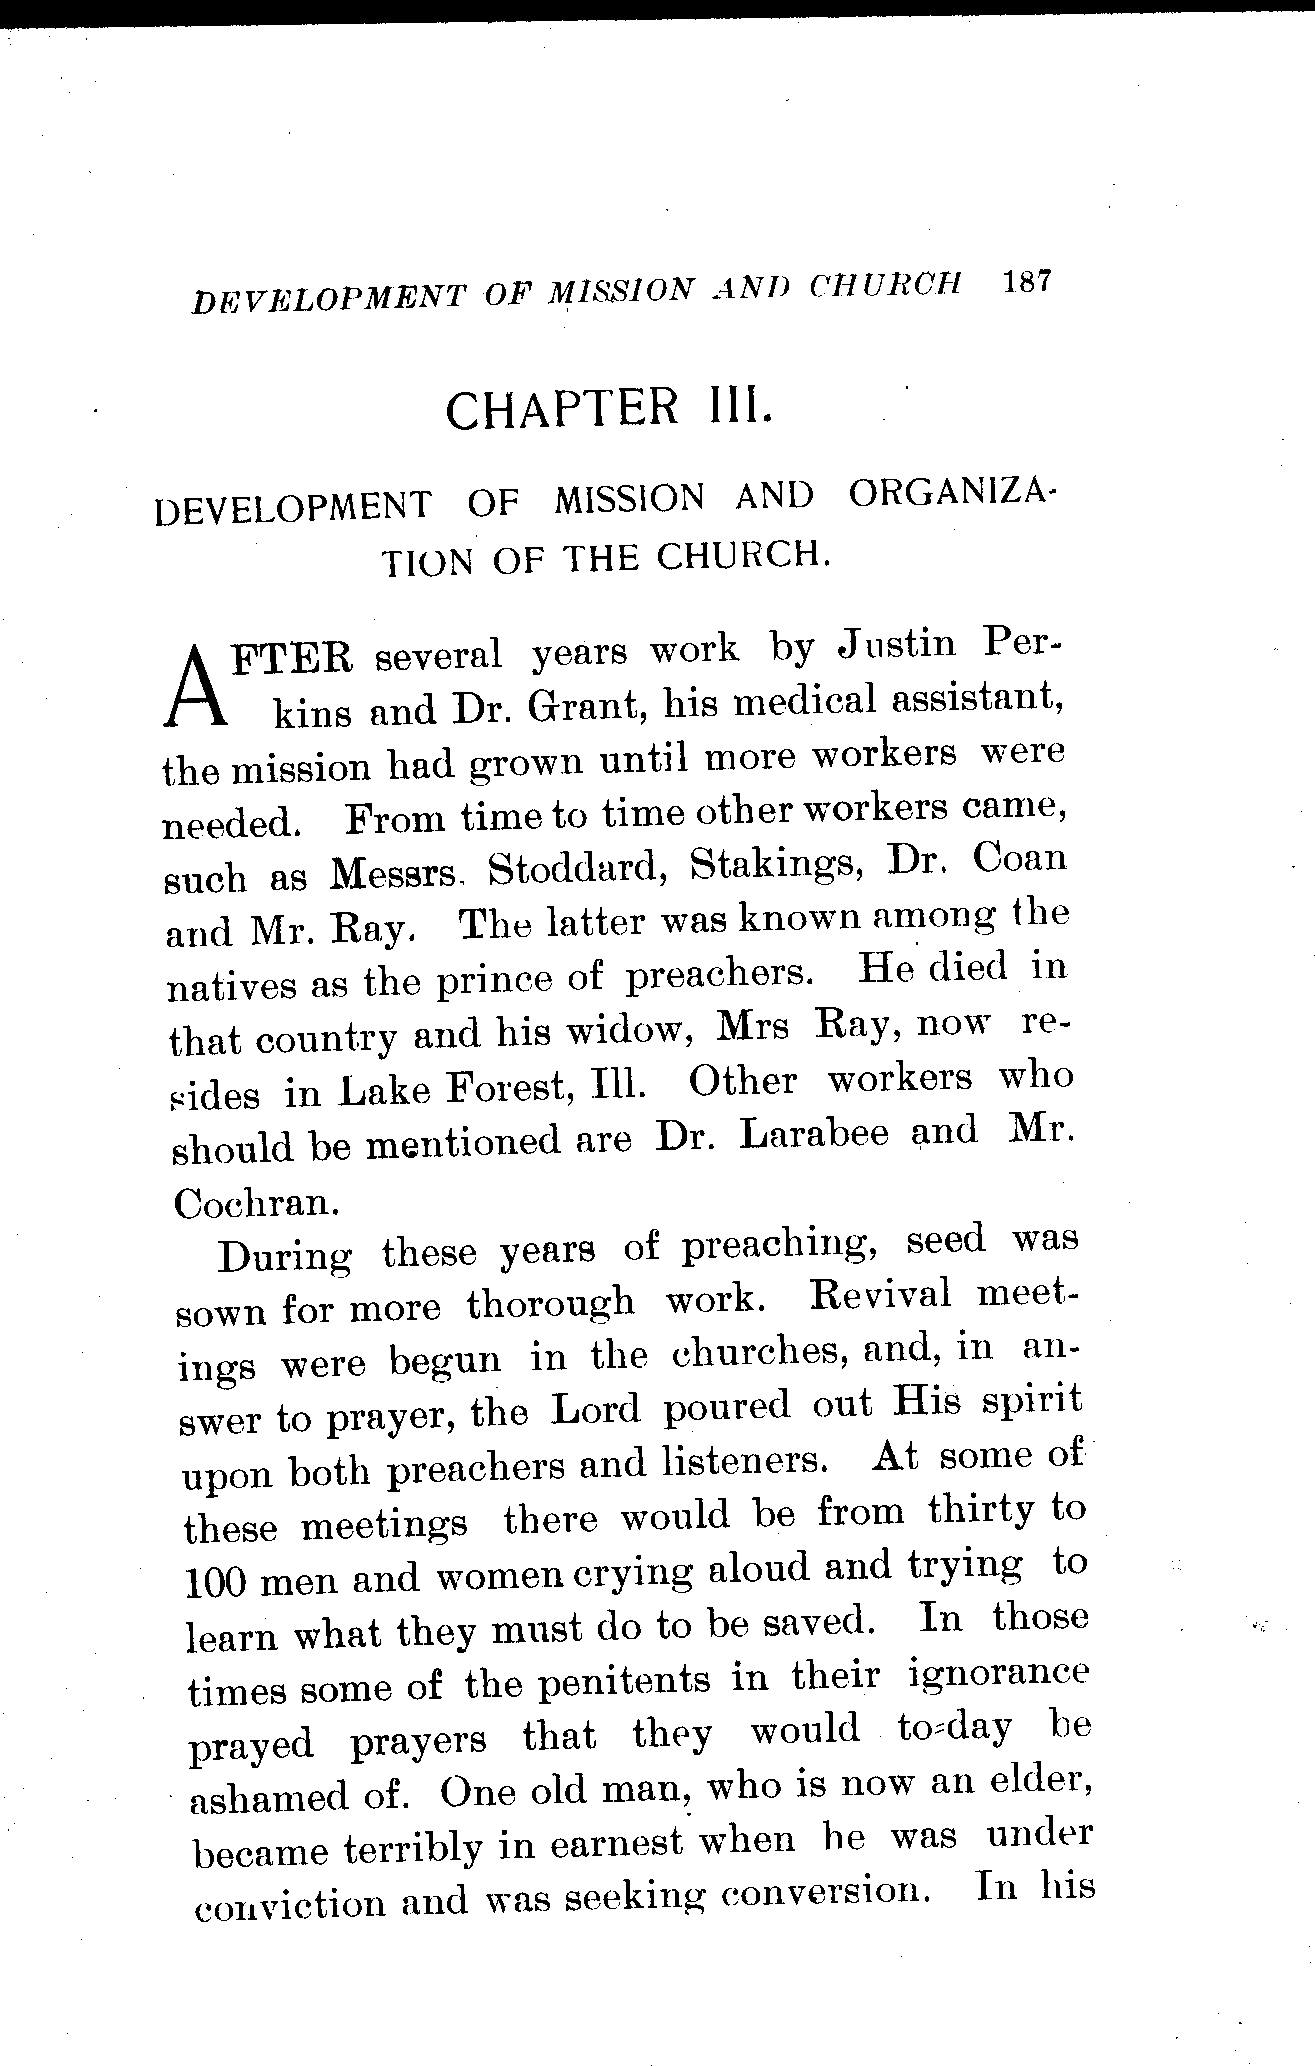 DEVELOPMENT OF MISSION AND CHURCH 187
CHAPTER III.
DEVELOPMENT OF MISSION AND ORGANIZA-
TION OF THE CHURCH.
AFTER several years work by Justin Per-
kins and Dr. Grant, his medical assistant,
the mission had grown until more workers were
needed. From time to time other workers came,
such as Messrs. Stoddard, Stakings, Dr. Coan
and Mr. Ray. The latter was known among the
natives as the prince of preachers. He died in
that country and his widow, Mrs Ray, now re-
sides in Lake Forest, Ill. Other workers who
should be mentioned are Dr. Larabee and Mr.
Cochran.
During these years of preaching, seed was
sown for more thorough work. Revival meet-
ings were begun in the churches, and, in an-
swer to prayer, the Lord poured out His spirit
upon both preachers and listeners. At some of
these meetings there would be from thirty to
100 men and women crying aloud and trying to
learn what they must do to be saved. In those
times some of the penitents in their ignorance
prayed prayers that they would to-day be
ashamed of. One old man, who is now an elder,
became terribly in earnest when he was under
conviction and was seeking conversion. In his